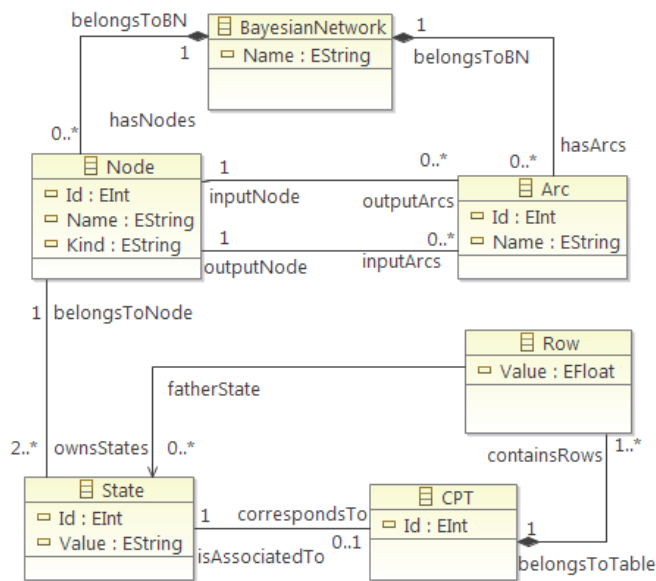 belongsToBN
BayesianNetwork
1
1
Name : EString
belongsToBN
hasNodes
0..*
hasArcs
Node
1
0..*
0..*
Arc
Id : EInt
inputNode
outputArcs
Id : EInt
Name : EString
Name : EString
Kind : EString
1
0..*
outputNode
inputArcs
1
belongsToNode
Row
Value : EFloat
fatherState
2..*
ownsStates
0..*
containsRows
1..*
State
CPT
Id : EInt
1
correspondsTo
Id : EInt
1
Value : EString
isAssociatedTo
0..1
belongsToTable